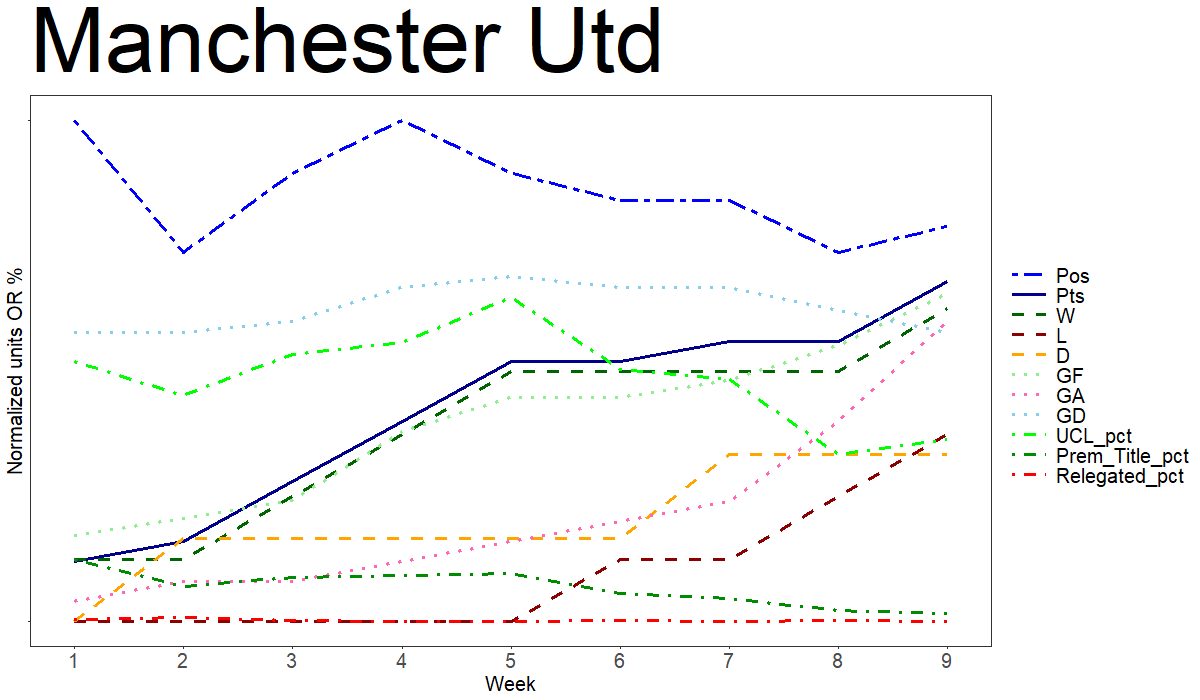 Manchester Utd
Normalized units OR %
Pos
Pts
W
L
D
GF
GA
GD
UCL_pct
Prem_Title_pct
Relegated_pct
1 2 3 4 5 6 7 8 9
Week